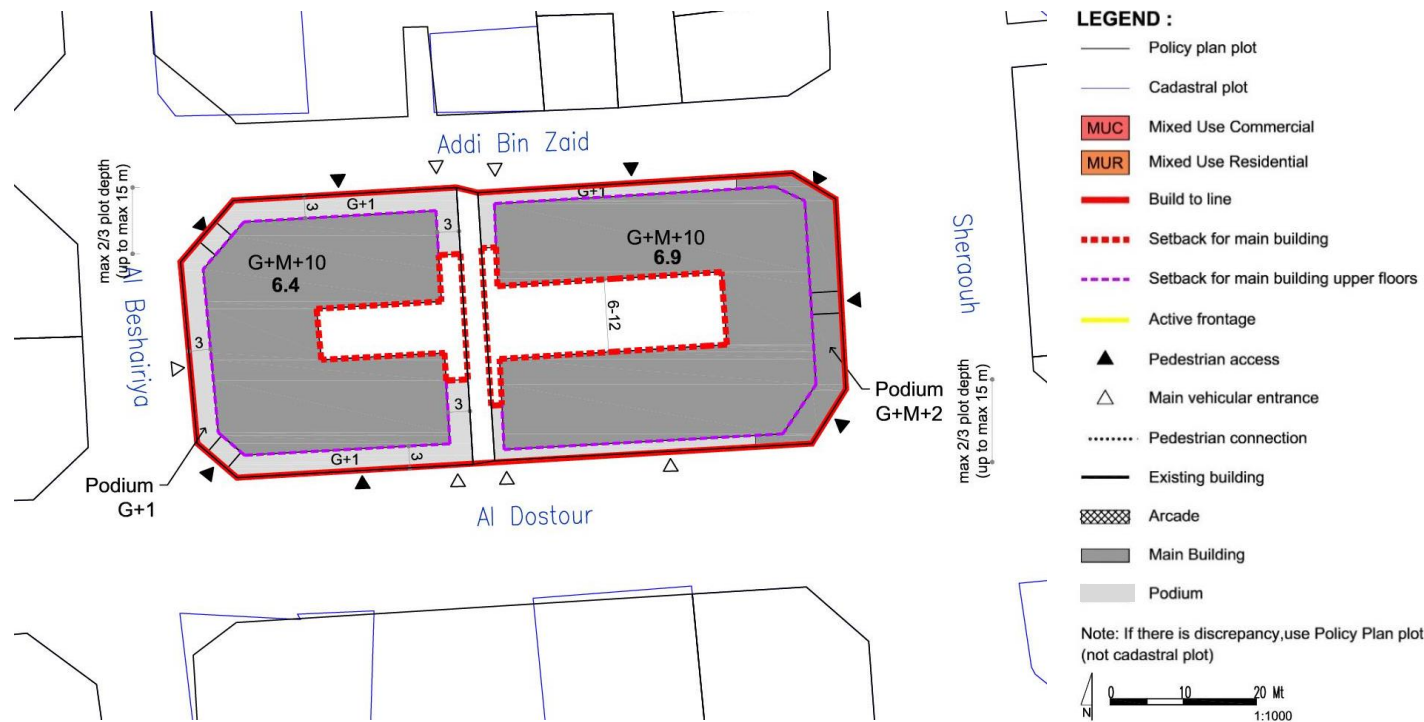 Addi Bin Zaid
max 2/3 plot depth
(up to max 15 m)
Al Beshairiya
G+1
3
3
G+M+10
6.4
3
3
G+1
3
Podium
G+1
G+1
G+M+10
6.9
6-12
Sheraouh
Podium
G+M+2
max 2/3 plot depth
(up to max 15 m)
Al Dostour
LEGEND :
Policy plan plot
Cadastral plot
MUC Mixed Use Commercial
MUR Mixed Use Residential
Build to line
Setback for main building
Setback for main building upper floors
Active frontage
Pedestrian access
Main vehicular entrance
Pedestrian connection
Existing building
Arcade
Main Building
Podium
Note: If there is discrepancy,use Policy Plan plot
(not cadastral plot)
N
0 10 20 Mt
1:1000